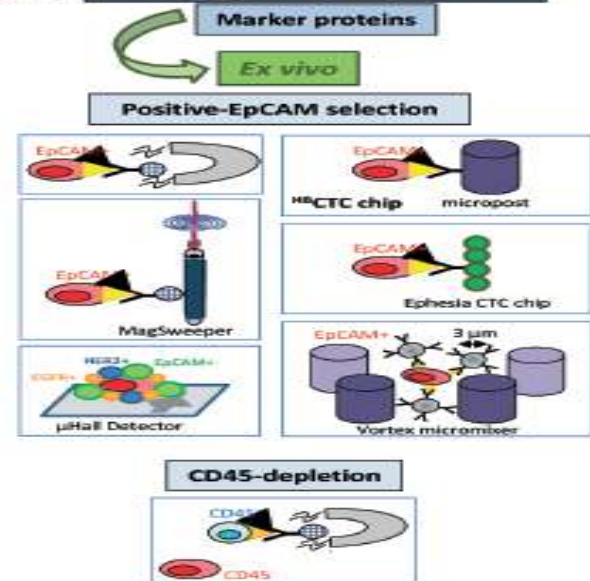 Marker proteins
Ex vivo
Positive-EpCAM selection
EpCAM+
EpCAM+
HBCTC chip
micropost
EpCAM+
MagSweeper
EpCAM+
Ephesia CTC chip
HER2+
EpCAM+
EGFR+
µHall Detector
EpCAM+
3 µm
Vortex micromixer
CD45-depletion
CD45
CD45